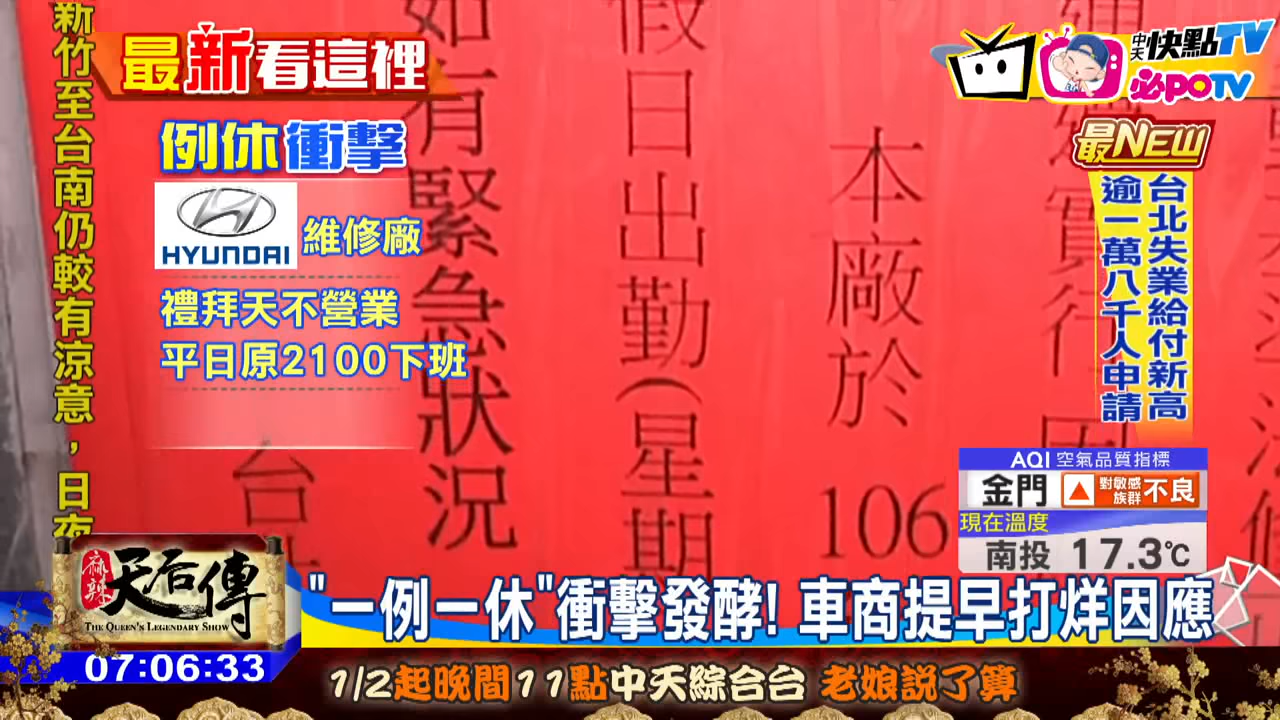 新竹至台南仍較有涼意,日夜
最新看這裡
例休衝擊
HYUNDAI 維修廠
禮拜天不營業
平日原2100下班
如有緊急狀況
假日出勤(星期
本廠於
106
實行
台
中天快點TV
必POTV
最NEW
台北失業給付新高
逾一萬八千人申請
AQI 空氣品質指標
金門 對敏感族群不良
現在溫度
南投 17.3℃
麻辣 天后傳
THE QUEEN'S LEGENDARY SHOW
07:06:33
"一例一休"衝擊發酵! 車商提早打烊因應
1/2起晚間11點中天綜合台 老娘說了算